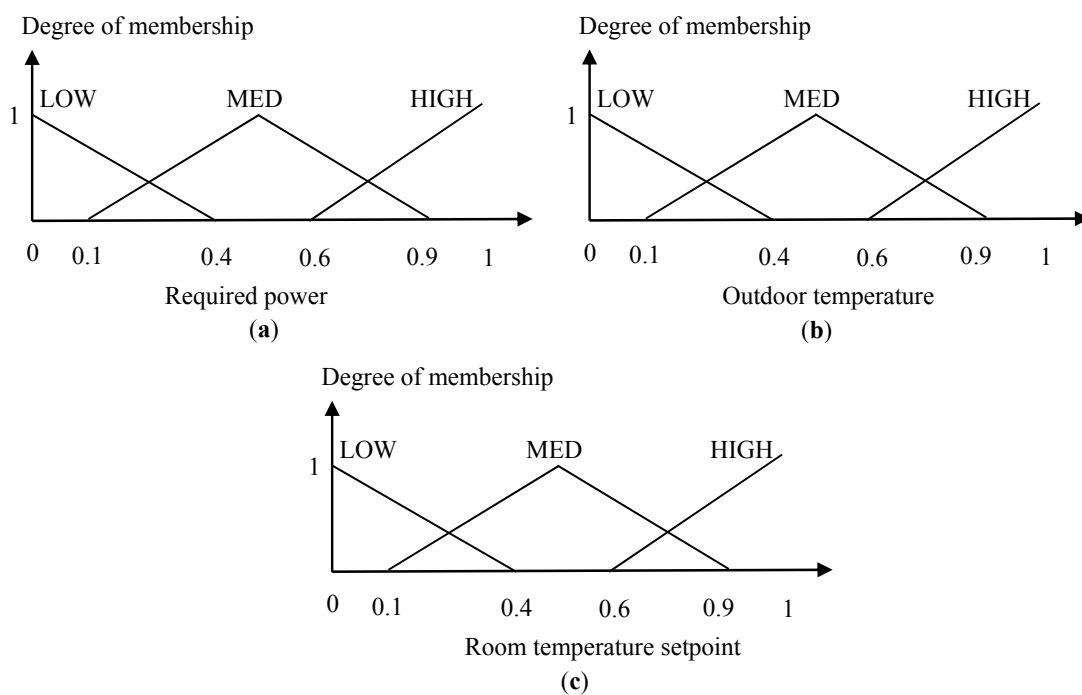 Degree of membership
LOW MED HIGH
1
0 0.1 0.4 0.6 0.9 1
Required power
(a)
Degree of membership
LOW MED HIGH
1
0 0.1 0.4 0.6 0.9 1
Outdoor temperature
(b)
Degree of membership
LOW MED HIGH
1
0 0.1 0.4 0.6 0.9 1
Room temperature setpoint
(c)